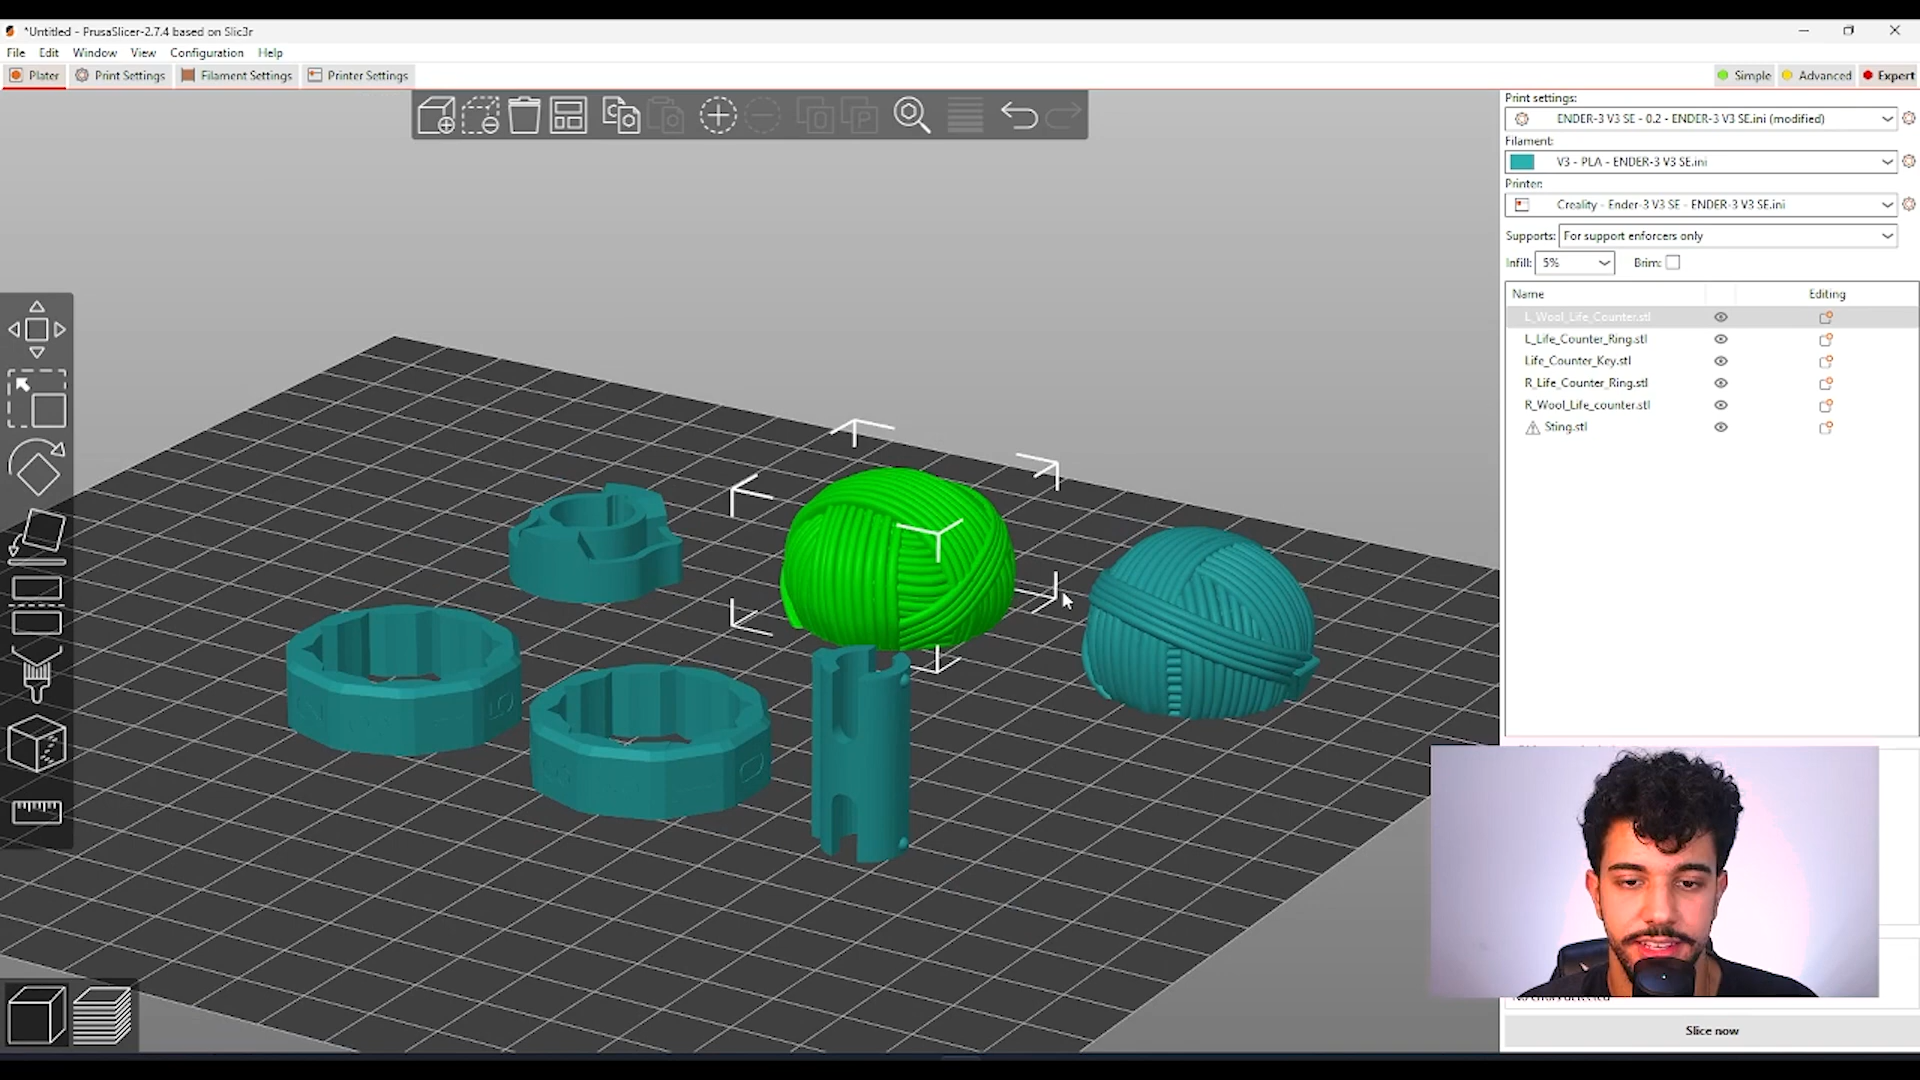 *Untitled - PrusaSlicer-2.7.4 based on Slic3r
File Edit Window View Configuration Help
Plater Print Settings Filament Settings Printer Settings Simple Advanced Expert
Print settings:
ENDER-3 V3 SE - 0.2 - ENDER-3 V3 SE.ini (modified)
Filament:
V3 - PLA - ENDER-3 V3 SE.ini
Printer:
Creality - Ender-3 V3 SE - ENDER-3 V3 SE.ini
Supports: For support enforcers only
Infill: 5% Brim:
Name Editing
L_Wool_Life_Counter.stl
L_Life_Counter_Ring.stl
Life_Counter_Key.stl
R_Life_Counter_Ring.stl
R_Wool_Life_counter.stl
Sting.stl
Slice now